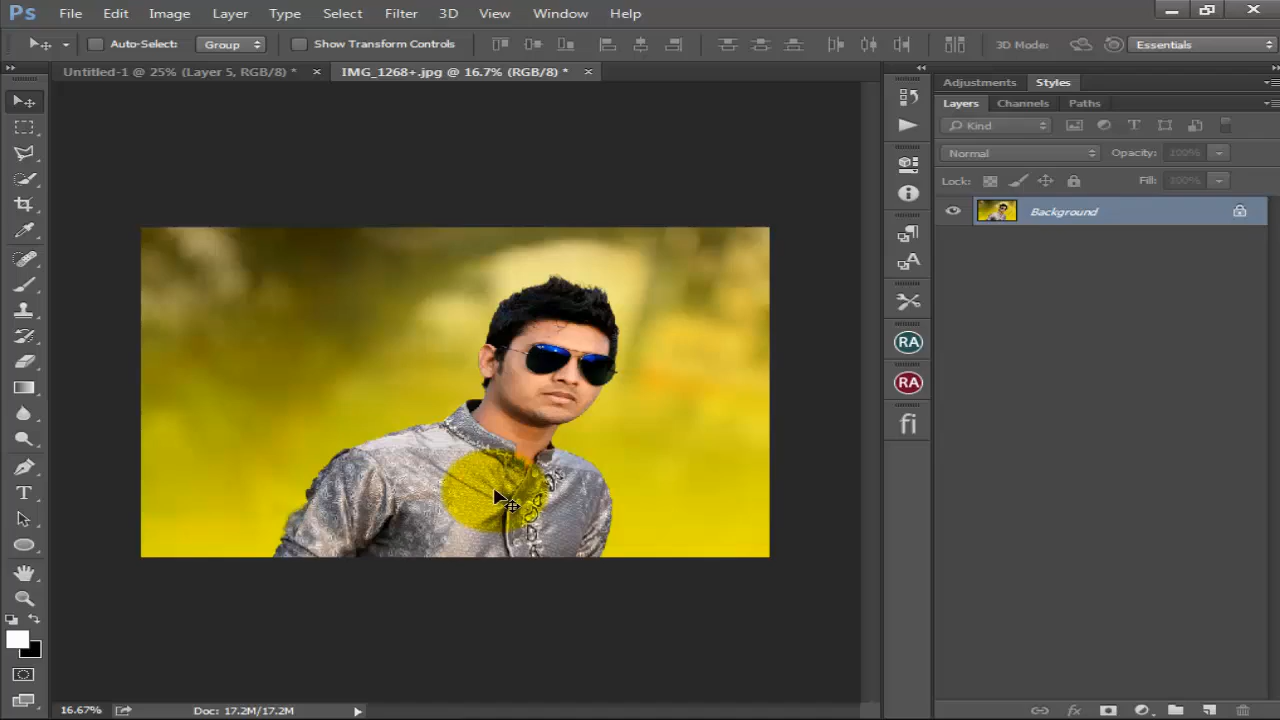 Ps File Edit Image Layer Type Select Filter 3D View Window Help
Auto-Select: Group Show Transform Controls 3D Mode: Essentials
Untitled-1 @ 25% (Layer 5, RGB/8) * × IMG_1268+.jpg @ 16.7% (RGB/8) * ×
Adjustments Styles
Layers Channels Paths
Kind
Normal Opacity:
Lock: Fill:
Background
RA
RA
fi
16.67% Doc: 17.2M/17.2M